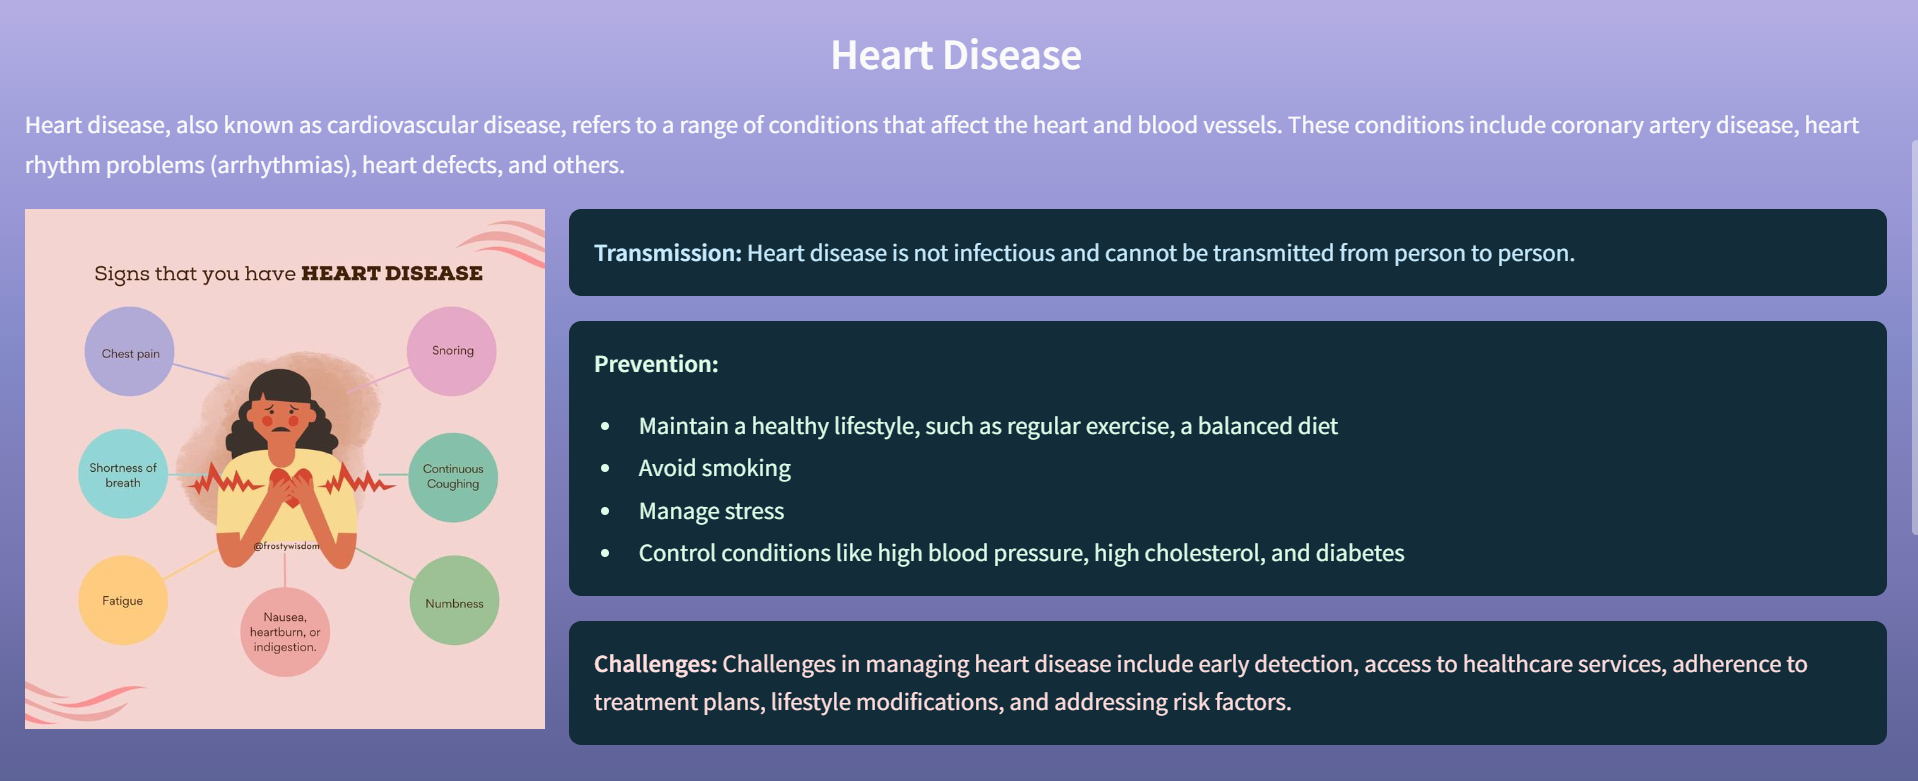 Heart Disease
Heart disease, also known as cardiovascular disease, refers to a range of conditions that affect the heart and blood vessels. These conditions include coronary artery disease, heart
rhythm problems (arrhythmias), heart defects, and others.
Signs that you have HEART DISEASE
Chest pain
Snoring
Shortness of
breath
Continuous
Coughing
@frostywisdom
Fatigue
Numbness
Nausea,
heartburn, or
indigestion.
Transmission: Heart disease is not infectious and cannot be transmitted from person to person.
Prevention:
• Maintain a healthy lifestyle, such as regular exercise, a balanced diet
• Avoid smoking
• Manage stress
• Control conditions like high blood pressure, high cholesterol, and diabetes
Challenges: Challenges in managing heart disease include early detection, access to healthcare services, adherence to
treatment plans, lifestyle modifications, and addressing risk factors.